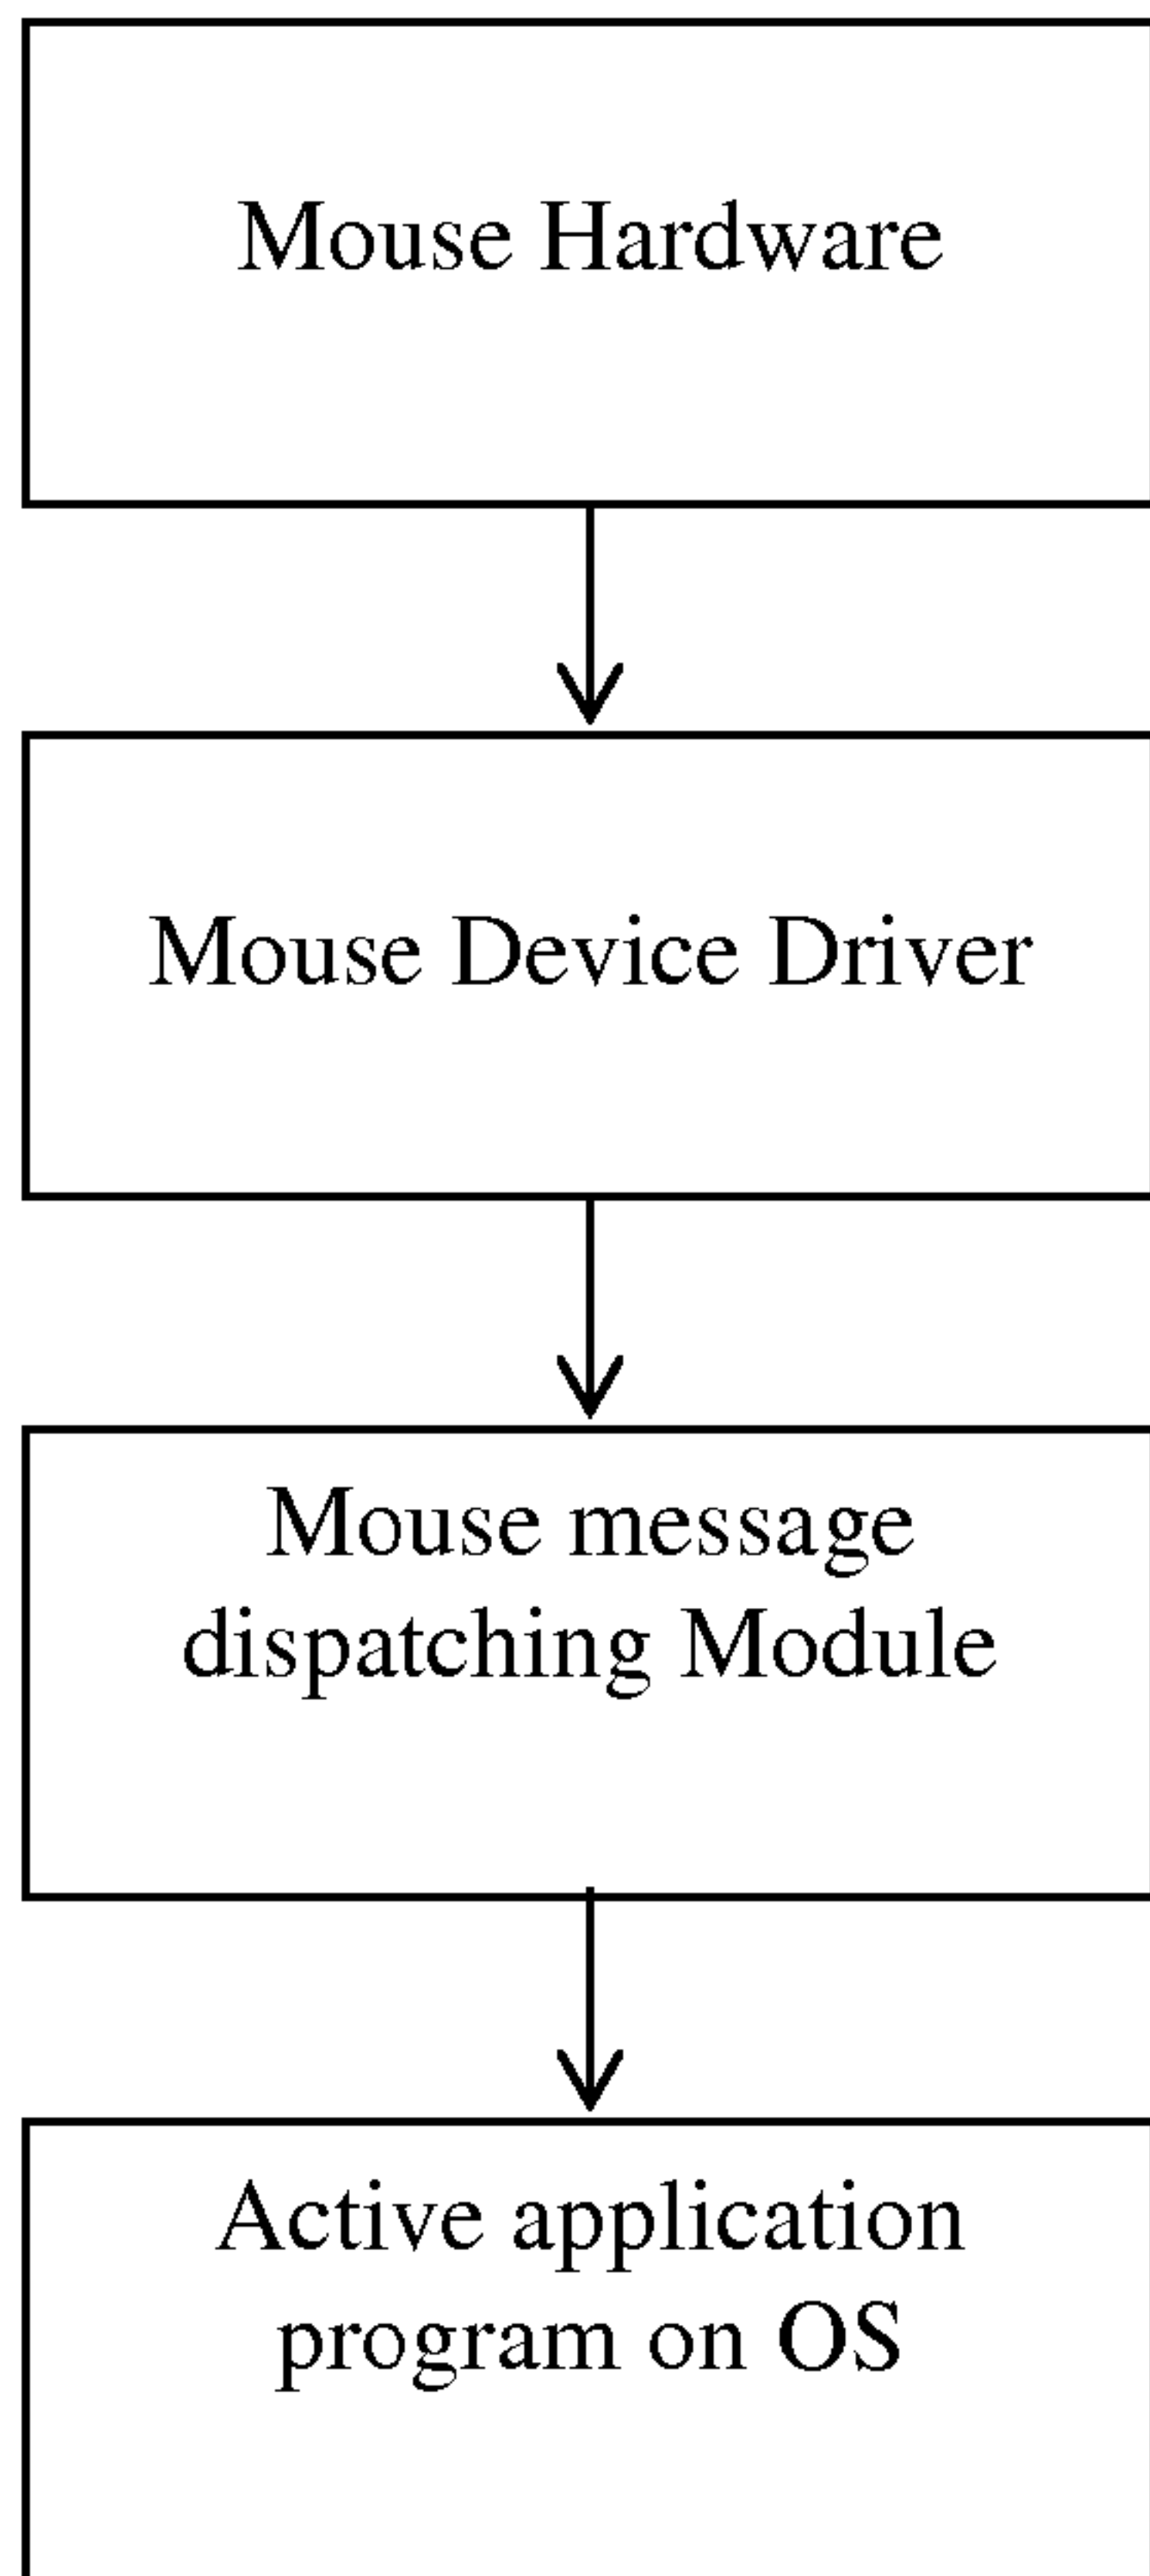 Mouse Hardware
Mouse Device Driver
Mouse message
dispatching Module
Active application
program on OS